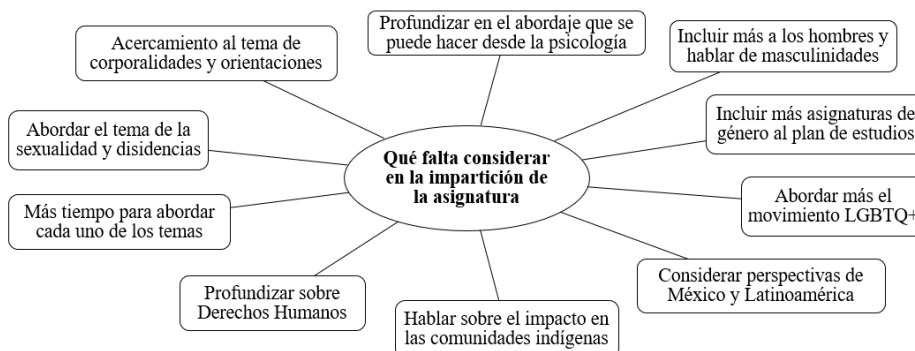 Profundizar en el abordaje que se
puede hacer desde la psicología
Acercamiento al tema de
corporalidades y orientaciones
Incluir más a los hombres y
hablar de masculinidades
Abordar el tema de la
sexualidad y disidencias
Incluir más asignaturas de
género al plan de estudios
Qué falta considerar
en la impartición de
la asignatura
Más tiempo para abordar
cada uno de los temas
Abordar más el
movimiento LGBTQ+
Profundizar sobre
Derechos Humanos
Considerar perspectivas de
México y Latinoamérica
Hablar sobre el impacto en
las comunidades indígenas